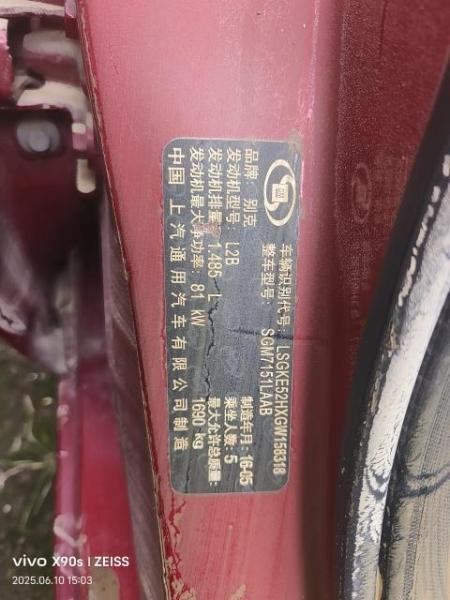 车辆识别代号: LSGKE52HXGW158318
整车型号: SGM7151LAAB
品牌: 别克
制造年月: 16-05
发动机型号: L2B
乘坐人数: 5
发动机排量: 1.485 L
最大允许总质量:
发动机最大净功率: 81 kW
1690 kg
中国 上汽通用汽车有限公司制造
vivo X90s | ZEISS
2025.06.10 15:03